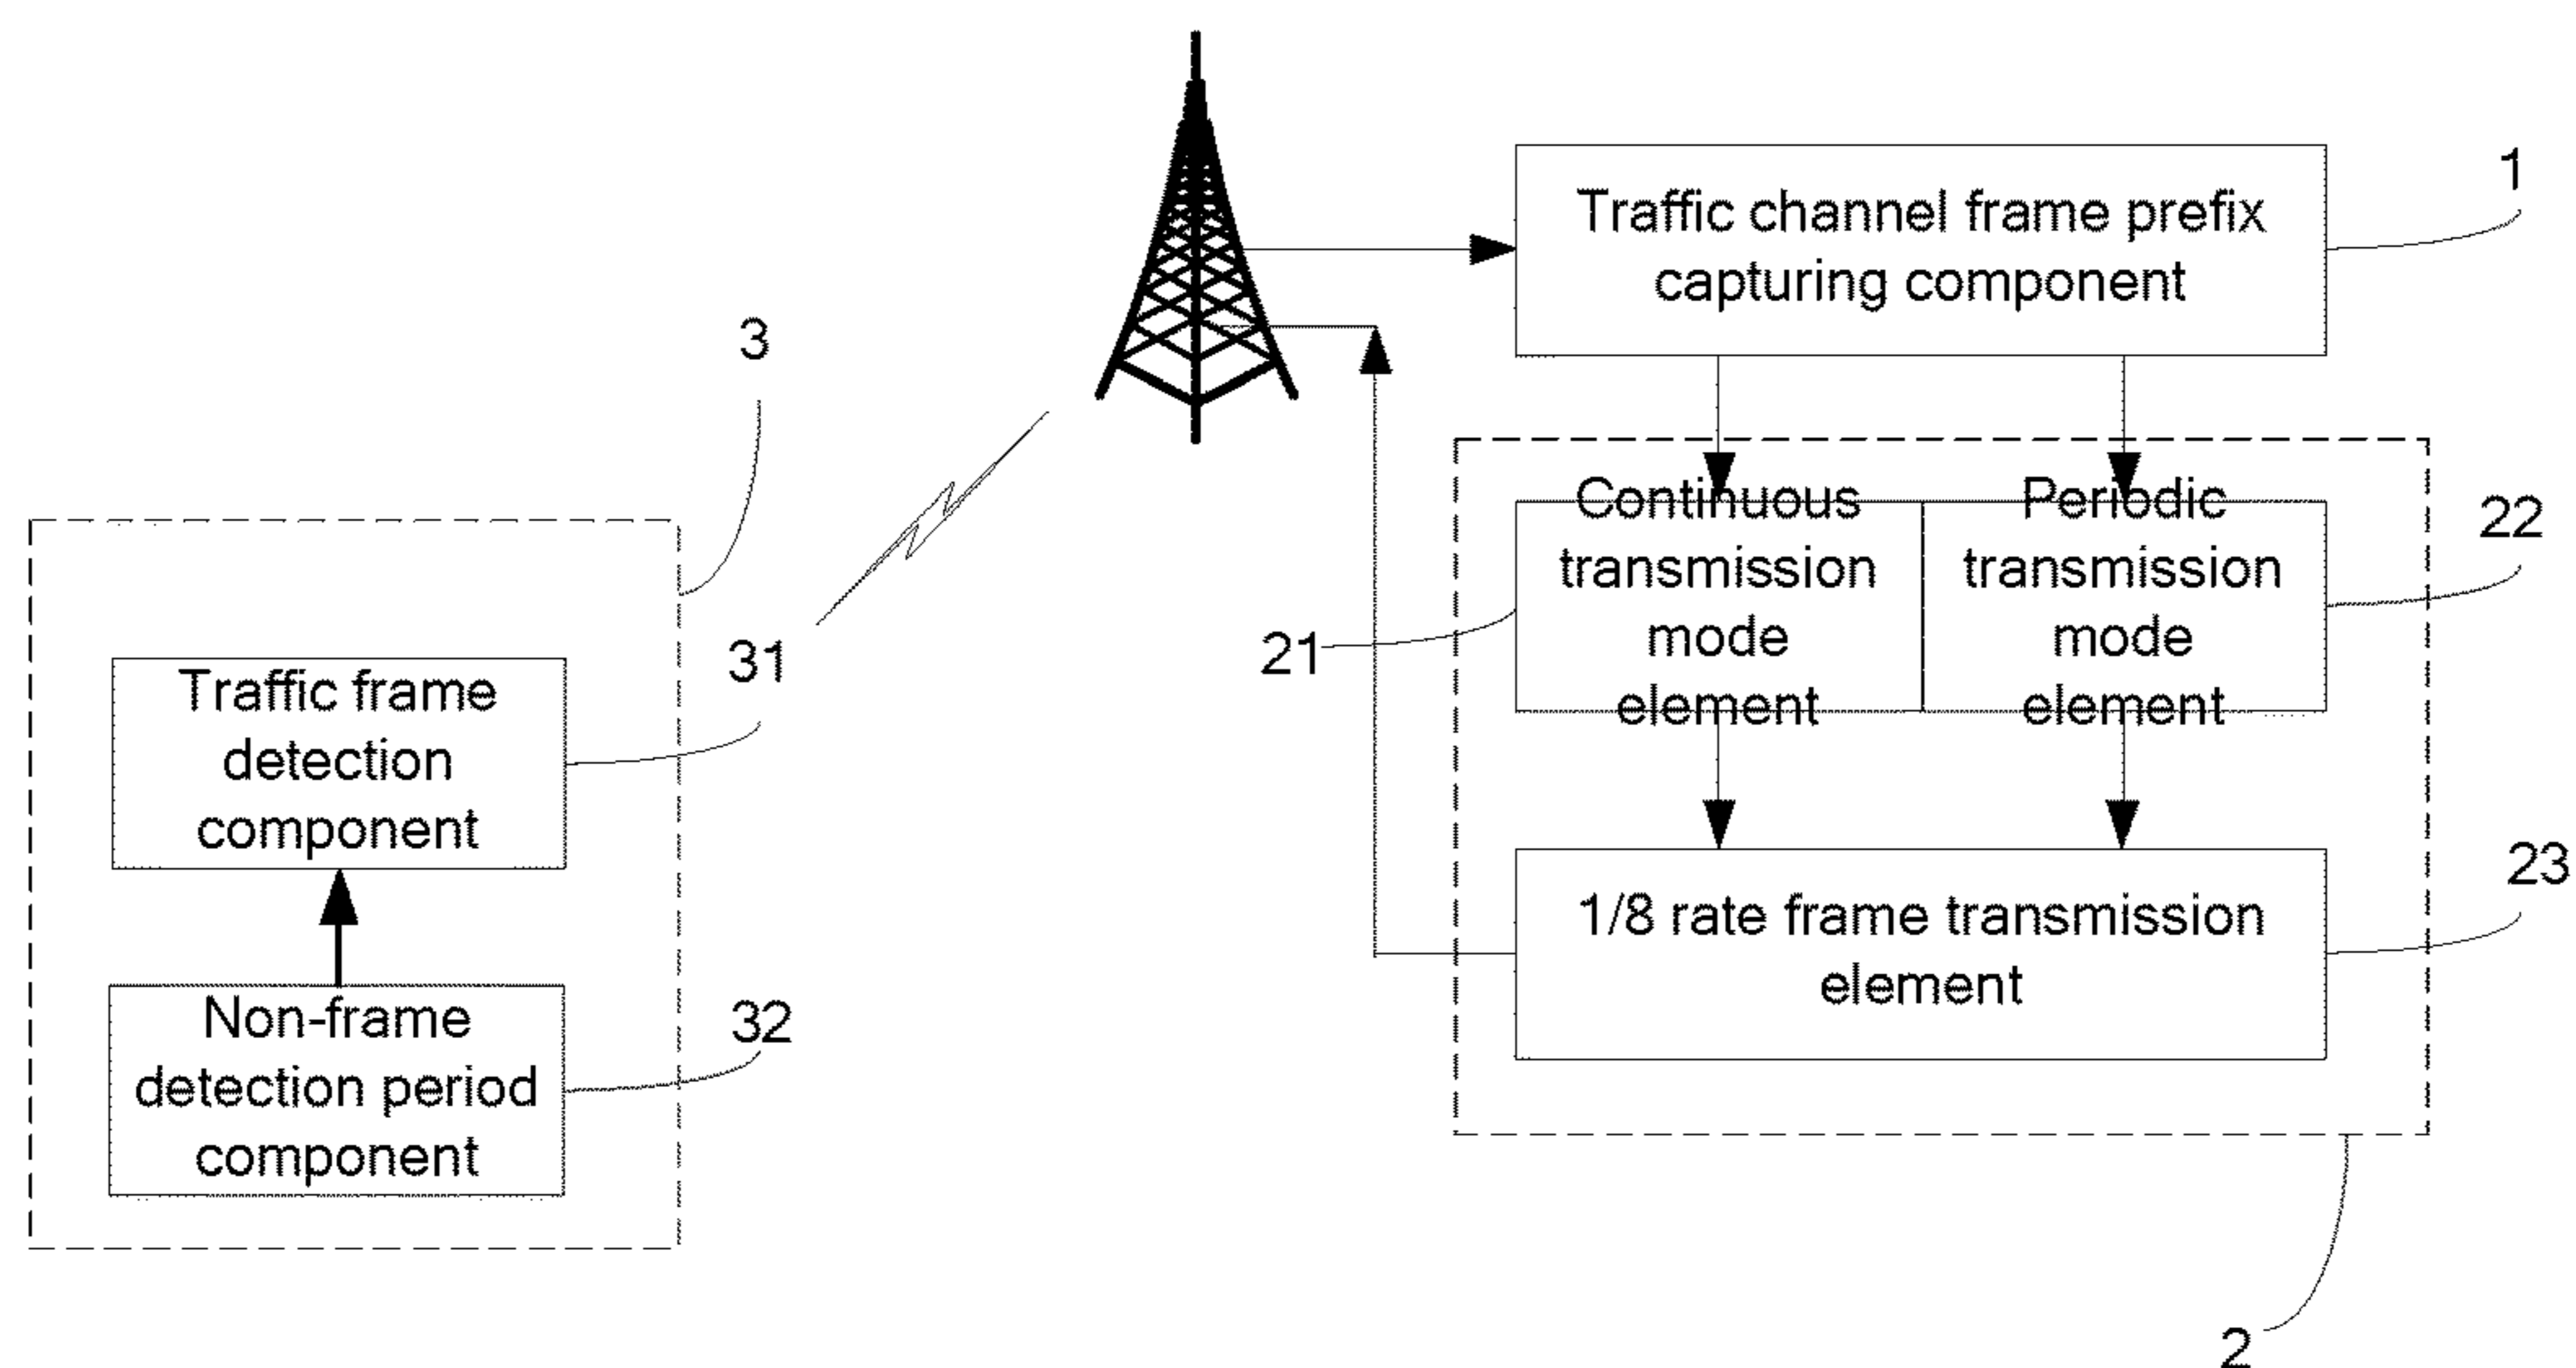 Traffic channel frame prefix
capturing component
1
3
Continuous
transmission
mode
element
Periodic
transmission
mode
element
22
21
31
Traffic frame
detection
component
1/8 rate frame transmission
element
23
32
Non-frame
detection period
component
2